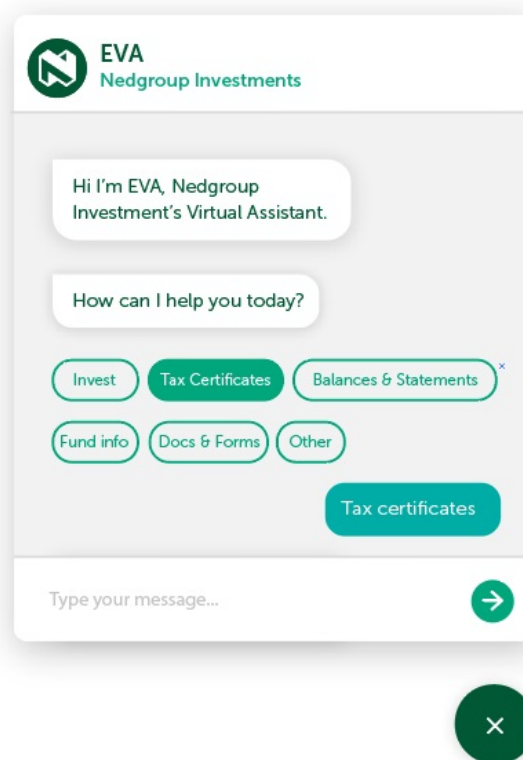 EVA
Nedgroup Investments
Hi I'm EVA, Nedgroup
Investment's Virtual Assistant.
How can I help you today?
Invest Tax Certificates Balances & Statements
Fund info Docs & Forms Other
Tax certificates
Type your message...